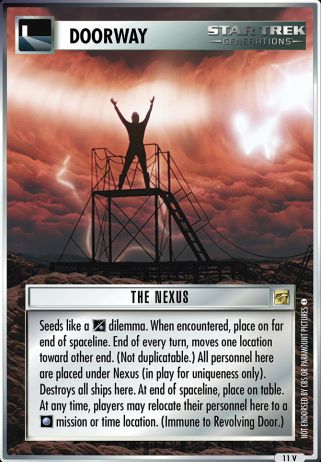 DOORWAY
STAR TREK
GENERATIONS
THE NEXUS
Seeds like a dilemma. When encountered, place on far
end of spaceline. End of every turn, moves one location
toward other end. (Not duplicatable.) All personnel here
are placed under Nexus (in play for uniqueness only).
Destroys all ships here. At end of spaceline, place on table.
At any time, players may relocate their personnel here to a
mission or time location. (Immune to Revolving Door.)
NOT ENDORSED BY CBS OR PARAMOUNT PICTURES
11 V